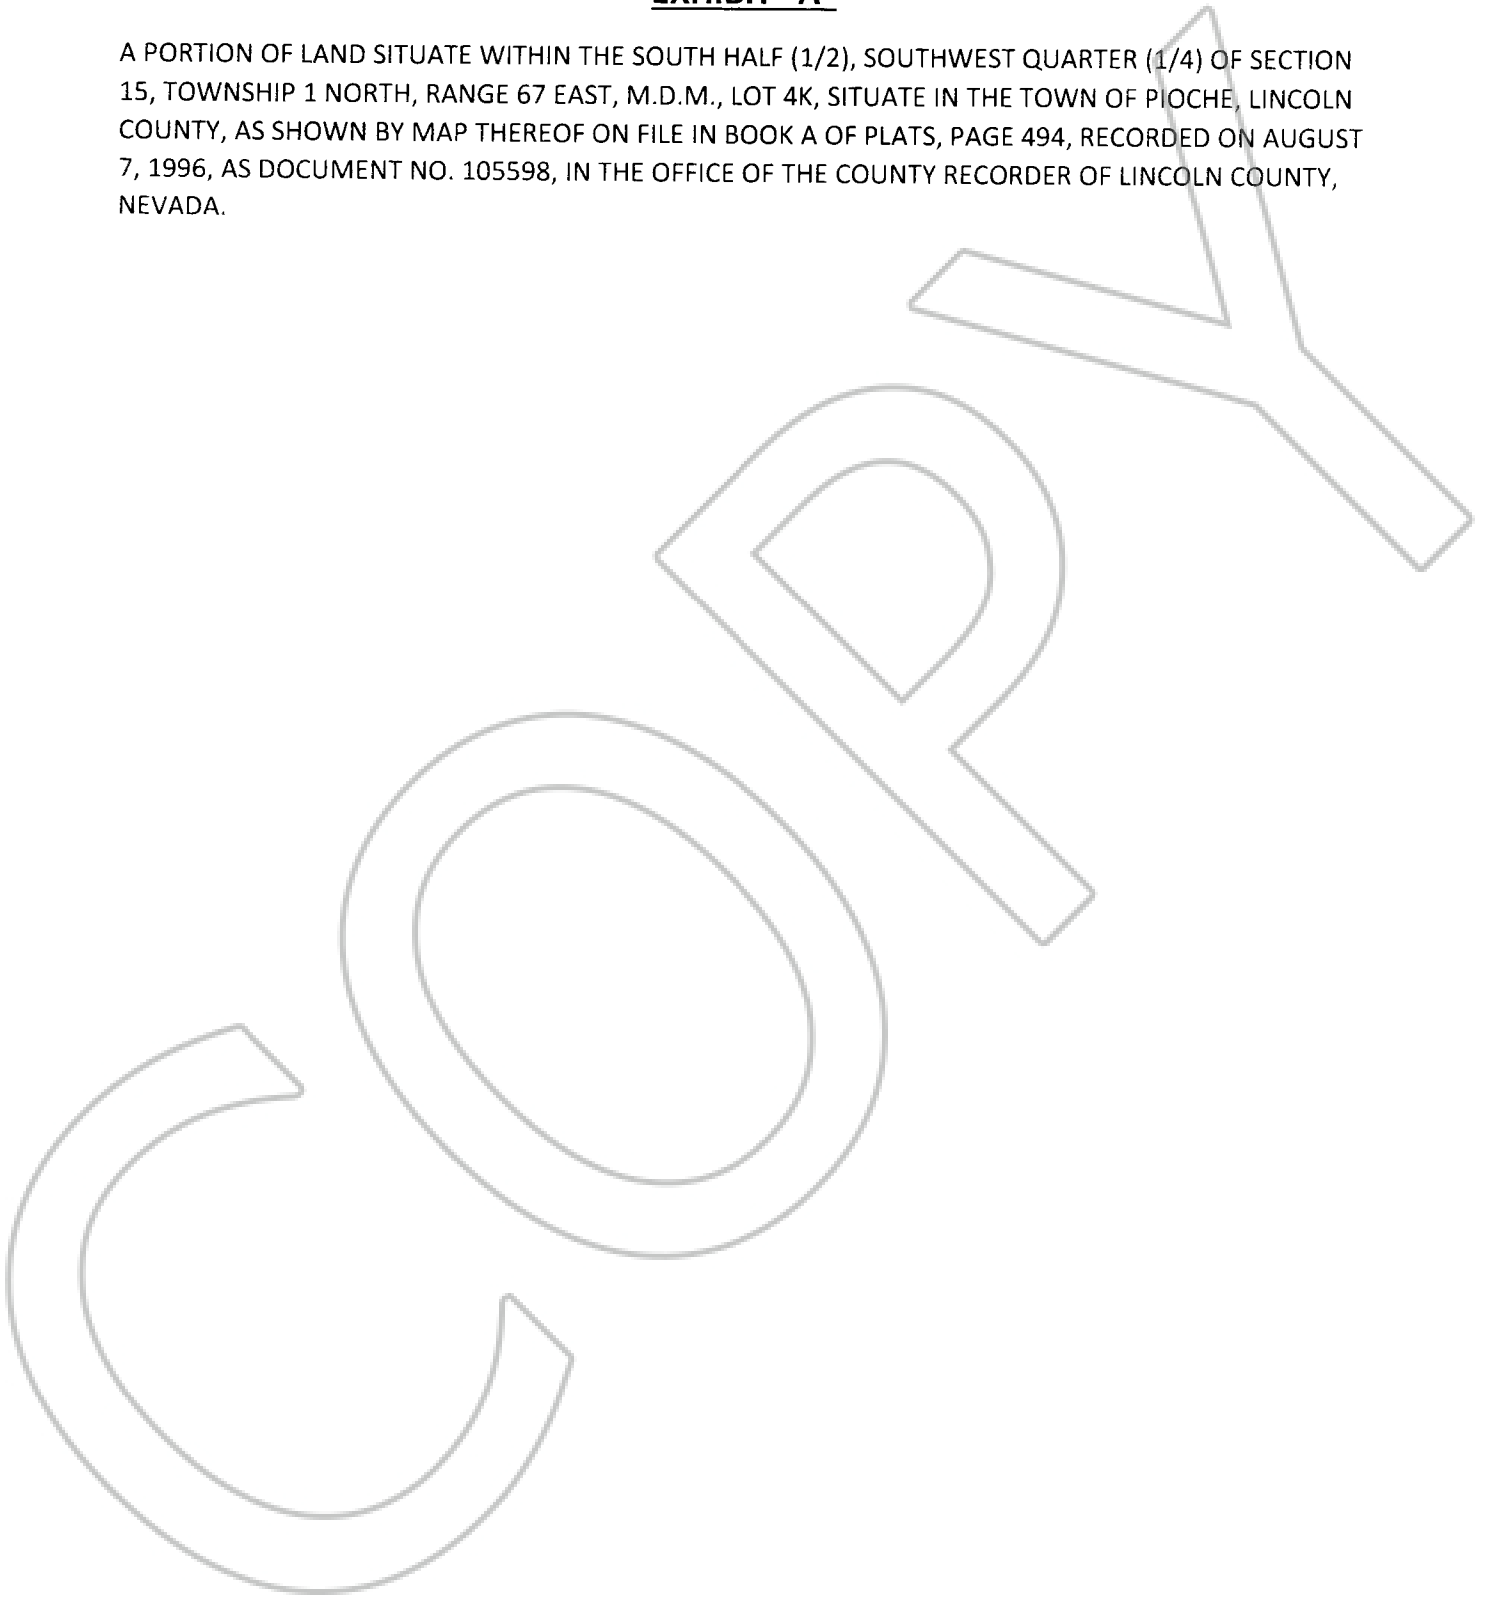 EXHIBIT "A"
A PORTION OF LAND SITUATE WITHIN THE SOUTH HALF (1/2), SOUTHWEST QUARTER (1/4) OF SECTION
15, TOWNSHIP 1 NORTH, RANGE 67 EAST, M.D.M., LOT 4K, SITUATE IN THE TOWN OF PIOCHE, LINCOLN
COUNTY, AS SHOWN BY MAP THEREOF ON FILE IN BOOK A OF PLATS, PAGE 494, RECORDED ON AUGUST
7, 1996, AS DOCUMENT NO. 105598, IN THE OFFICE OF THE COUNTY RECORDER OF LINCOLN COUNTY,
NEVADA.
COPY